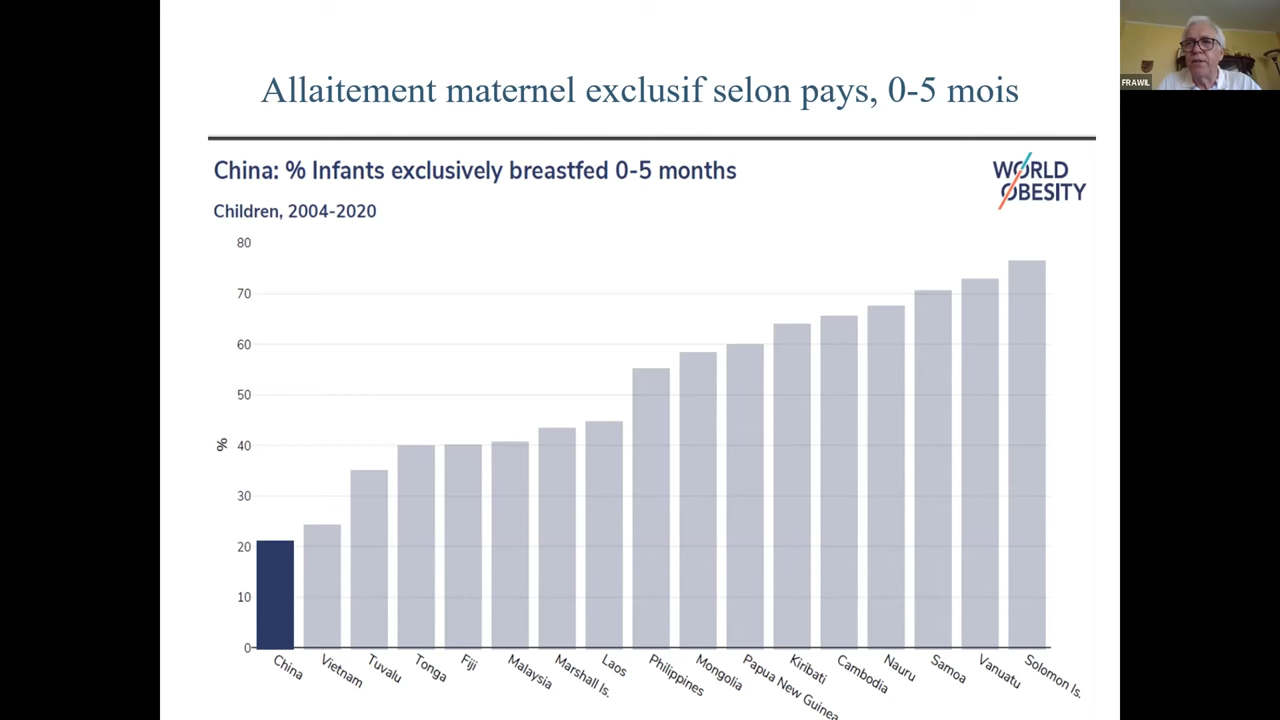 Allaitement maternel exclusif selon pays, 0-5 mois
FRAWIL
China: % Infants exclusively breastfed 0-5 months
WORLD
OBESITY
Children, 2004-2020
80
70
60
50
40
30
20
10
0
%
China
Vietnam
Tuvalu
Tonga
Fiji
Malaysia
Marshall Is.
Laos
Philippines
Mongolia
Papua New Guinea
Kiribati
Cambodia
Nauru
Samoa
Vanuatu
Solomon Is.